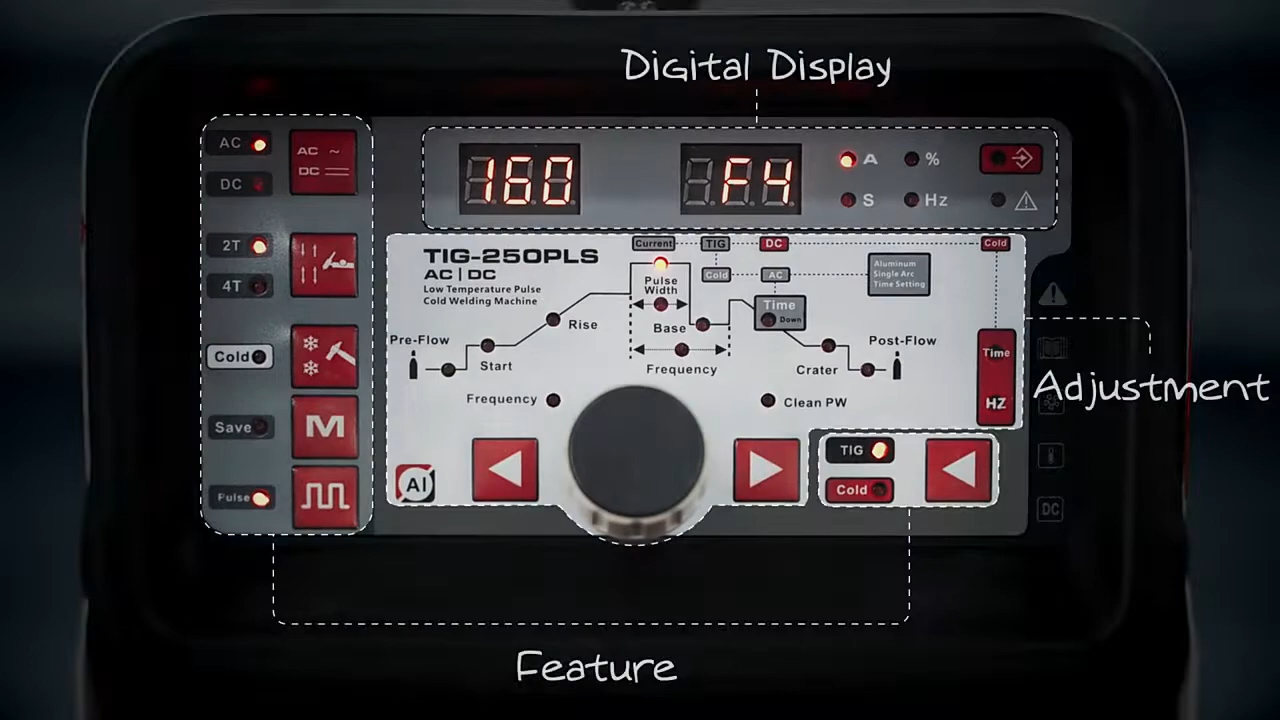 Digital Display
AC
AC ~
DC
DC
160
F4
A
%
S
Hz
2T
4T
TIG-250PLS
AC | DC
Low Temperature Pulse
Cold Welding Machine
Current
TIG
DC
Cold
Cold
AC
Aluminum
Single Arc
Time Setting
Pulse
Width
Time
Down
Rise
Base
Pre-Flow
Start
Frequency
Crater
Post-Flow
Time
HZ
Adjustment
Cold
Frequency
Clean PW
Save
M
TIG
Cold
Pulse
AI
DC
Feature